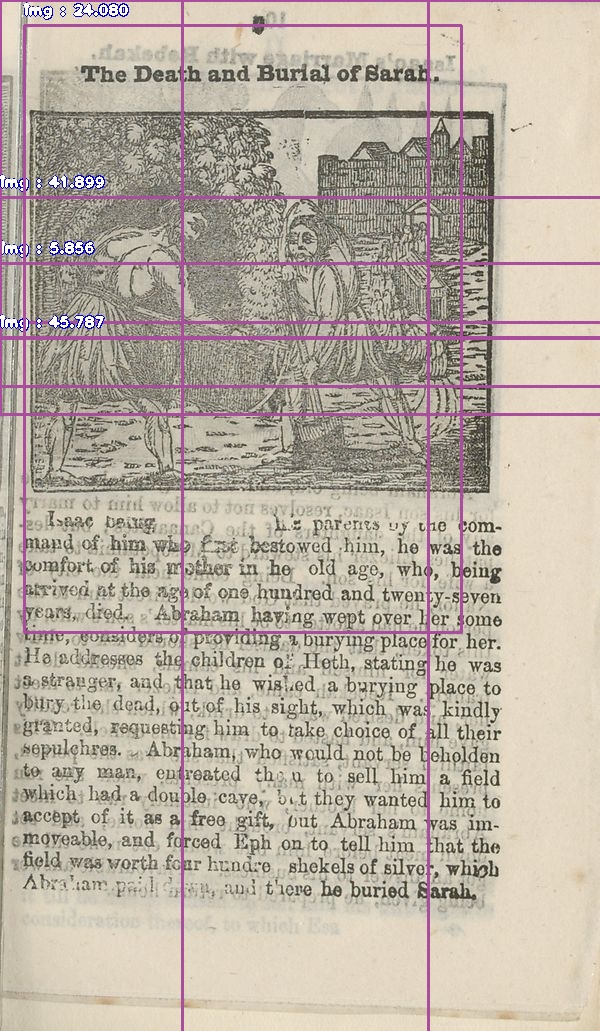 Img : 24.080
The Death and Burial of Sarah.
Img : 41.899
Img : 5.856
Img : 45.787
Isaac being his parents by the com-
mand of him who first bestowed him, he was the
comfort of his mother in he old age, who, being
arrived at the age of one hundred and twenty-seven
years, died. Abraham having wept over her some
time, considers of providing a burying place for her.
He addresses the children of Heth, stating he was
a stranger, and that he wished a burying place to
bury the dead, out of his sight, which was kindly
granted, requesting him to take choice of all their
sepulchres. Abraham, who would not be beholden
to any man, entreated them to sell him a field
which had a double cave, but they wanted him to
accept of it as a free gift, but Abraham was im-
moveable, and forced Eph on to tell him that the
field was worth four hundre shekels of silver, which
Abraham paid down, and there he buried Sarah.